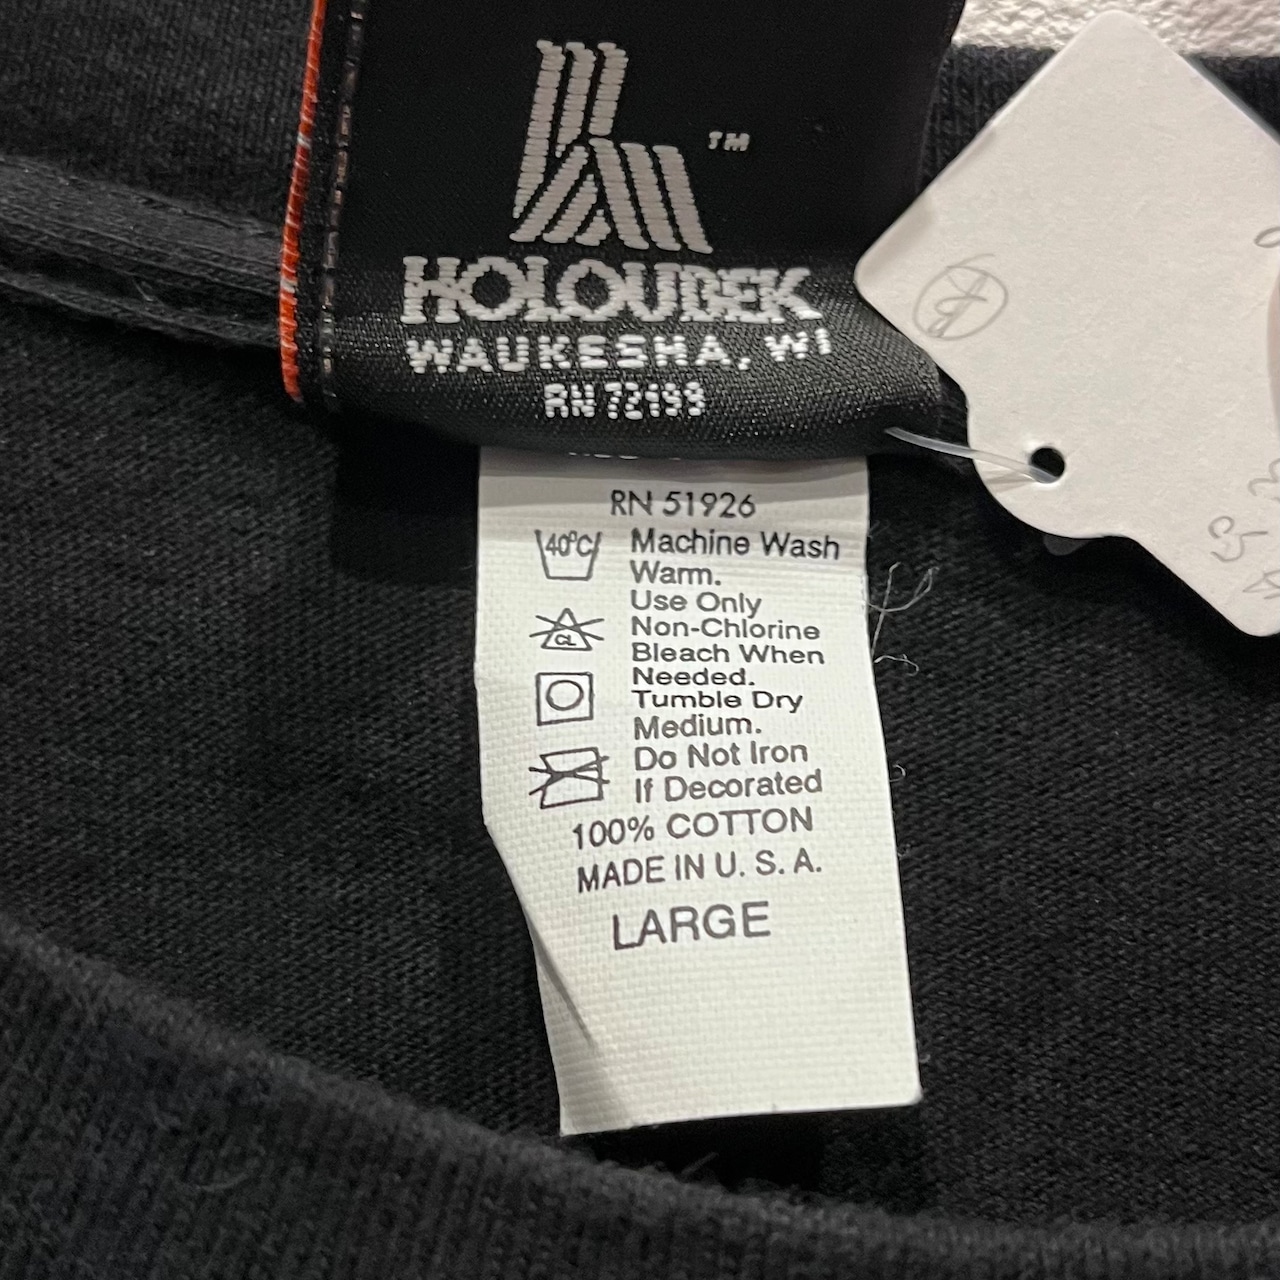 TM
HOLOUBEK
WAUKESHA, WI
RN 72199
RN 51926
40°C
Machine Wash
Warm.
Use Only
CL
Non-Chlorine
Bleach When
Needed.
Tumble Dry
Medium.
Do Not Iron
If Decorated
100% COTTON
MADE IN U. S. A.
LARGE